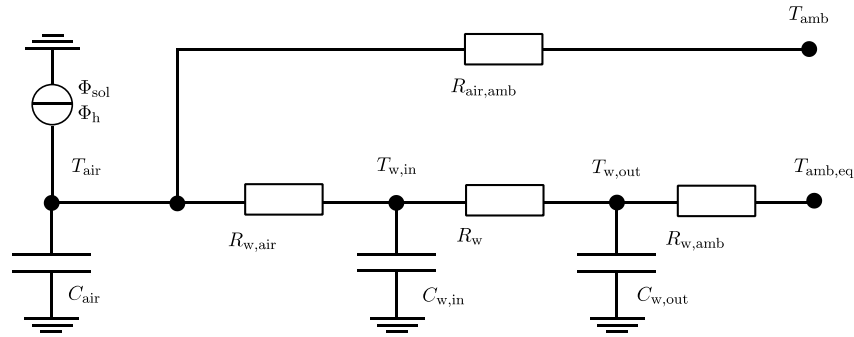 T_amb
Φ_sol
Φ_h
R_air,amb
T_air
T_w,in
T_w,out
T_amb,eq
R_w,air
R_w
R_w,amb
C_air
C_w,in
C_w,out